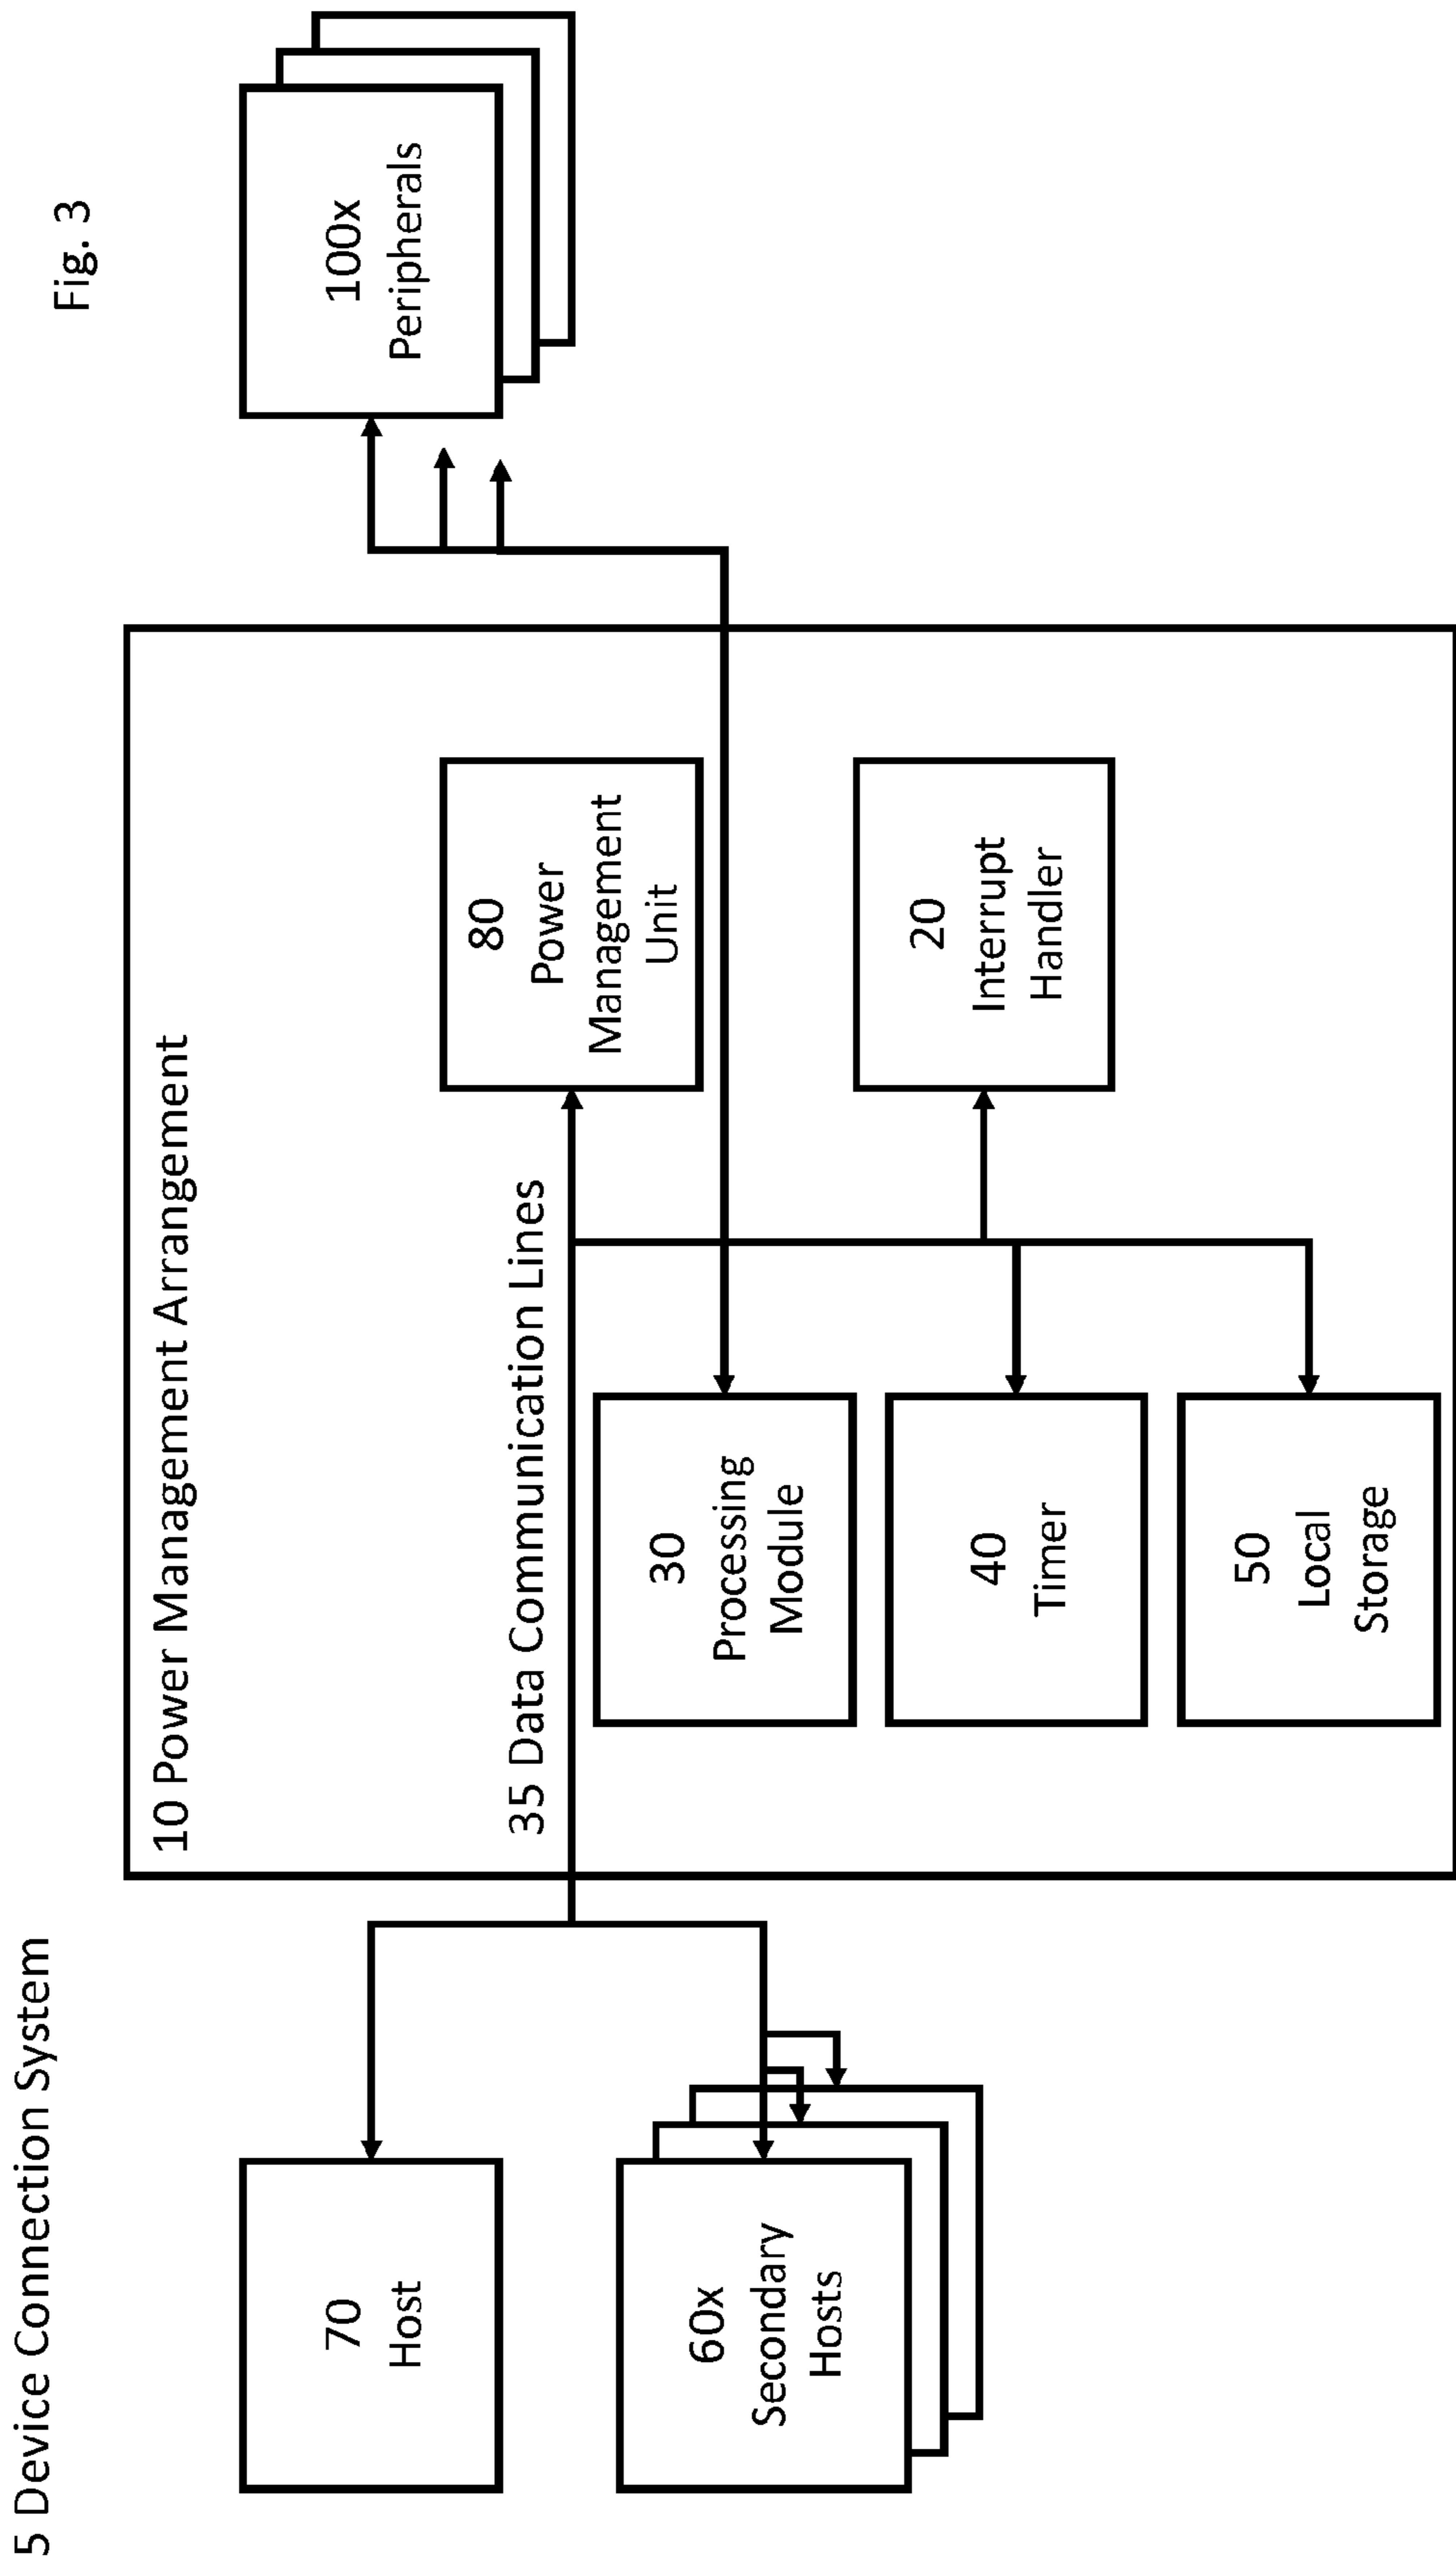 5 Device Connection System
Fig. 3
10 Power Management Arrangement
70
Host
100x
Peripherals
80
Power
Management
Unit
35 Data Communication Lines
60x
Secondary
Hosts
30
Processing
Module
20
Interrupt
Handler
40
Timer
50
Local
Storage